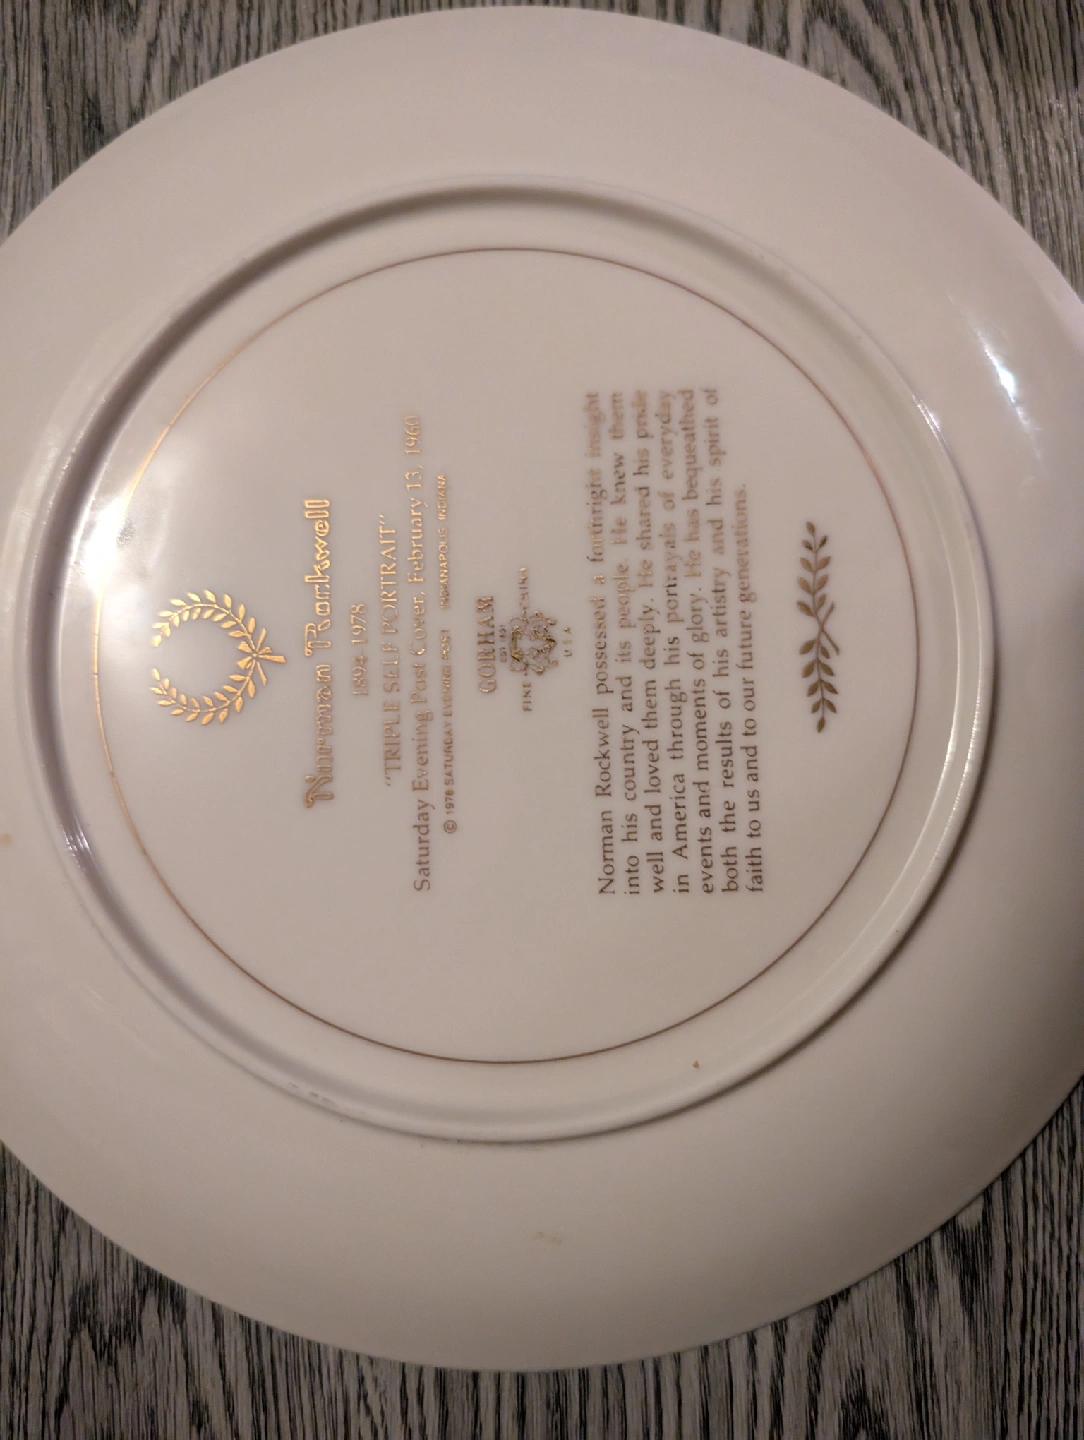 Norman Rockwell
1894-1978
"TRIPLE SELF PORTRAIT"
Saturday Evening Post Cover, February 13, 1960
© 1978 SATURDAY EVENING POST INDIANAPOLIS, INDIANA
GORHAM
EST 1831
FINE CHINA
U S A
Norman Rockwell possessed a forthright insight
into his country and its people. He knew them
well and loved them deeply. He shared his pride
in America through his portrayals of everyday
events and moments of glory. He has bequeathed
both the results of his artistry and his spirit of
faith to us and to our future generations.